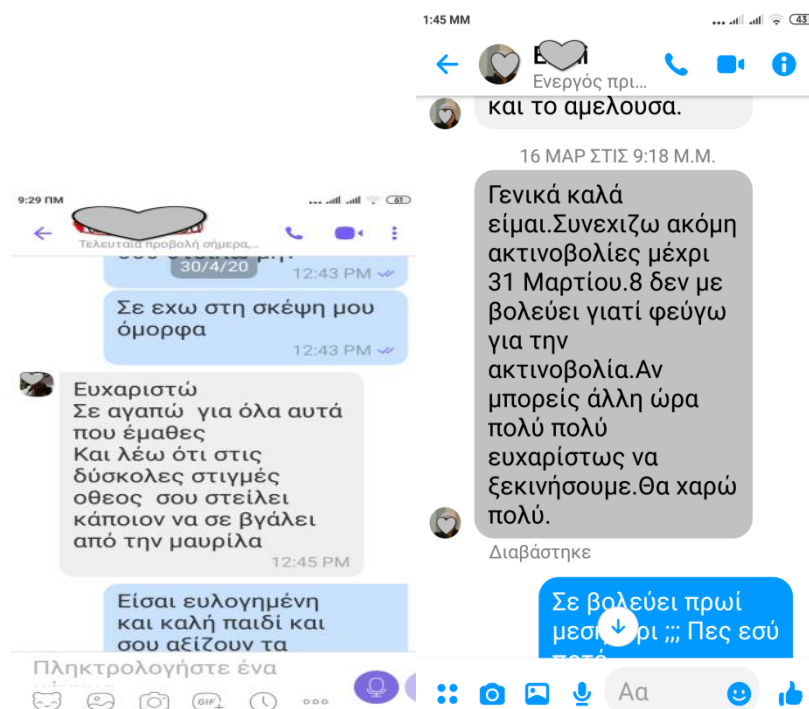 9:29 ΠΜ
61
Τελευταία προβολή σήμερα,...
30/4/20
12:43 PM
Σε εχω στη σκέψη μου
όμορφα
12:43 PM
Ευχαριστώ
Σε αγαπώ για όλα αυτά
που έμαθες
Και λέω ότι στις
δύσκολες στιγμές
οθεος σου στείλει
κάποιον να σε βγάλει
από την μαυρίλα
12:45 PM
Είσαι ευλογημένη
και καλή παιδί και
σου αξίζουν τα
Πληκτρολογήστε ένα
GIF
1:45 ΜΜ
43
Ενεργός πρι...
και το αμελουσα.
16 ΜΑΡ ΣΤΙΣ 9:18 Μ.Μ.
Γενικά καλά
είμαι.Συνεχιζω ακόμη
ακτινοβολίες μέχρι
31 Μαρτίου.8 δεν με
βολεύει γιατί φεύγω
για την
ακτινοβολία.Αν
μπορείς άλλη ώρα
πολύ πολύ
ευχαρίστως να
ξεκινήσουμε.Θα χαρώ
πολύ.
Διαβάστηκε
Σε βολεύει πρωί
;;; Πες εσύ
Αα